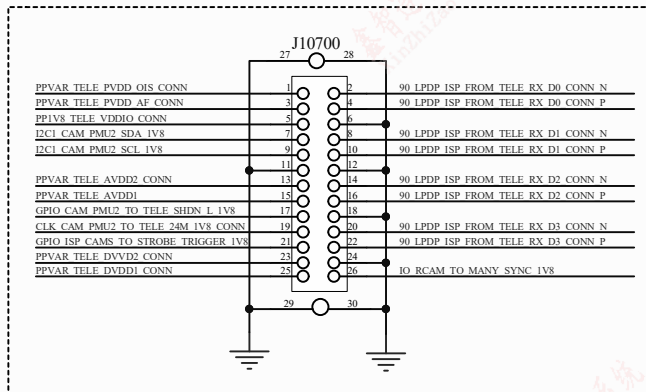 J10700
27 28
PPVAR TELE PVDD OIS CONN 1 2 90 LPDP ISP FROM TELE RX D0 CONN N
PPVAR TELE PVDD AF CONN 3 4 90 LPDP ISP FROM TELE RX D0 CONN P
PP1V8 TELE VDDIO CONN 5 6
I2C1 CAM PMU2 SDA 1V8 7 8 90 LPDP ISP FROM TELE RX D1 CONN N
I2C1 CAM PMU2 SCL 1V8 9 10 90 LPDP ISP FROM TELE RX D1 CONN P
11 12
PPVAR TELE AVDD2 CONN 13 14 90 LPDP ISP FROM TELE RX D2 CONN N
PPVAR TELE AVDD1 15 16 90 LPDP ISP FROM TELE RX D2 CONN P
GPIO CAM PMU2 TO TELE SHDN L 1V8 17 18
CLK CAM PMU2 TO TELE 24M 1V8 CONN 19 20 90 LPDP ISP FROM TELE RX D3 CONN N
GPIO ISP CAMS TO STROBE TRIGGER 1V8 21 22 90 LPDP ISP FROM TELE RX D3 CONN P
PPVAR TELE DVVD2 CONN 23 24
PPVAR TELE DVDD1 CONN 25 26 IO RCAM TO MANY SYNC 1V8
29 30